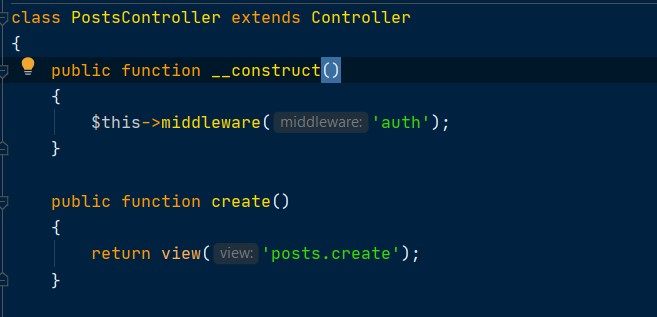 class PostsController extends Controller
{
    public function __construct()
    {
        $this->middleware( middleware: 'auth');
    }

    public function create()
    {
        return view( view: 'posts.create');
    }